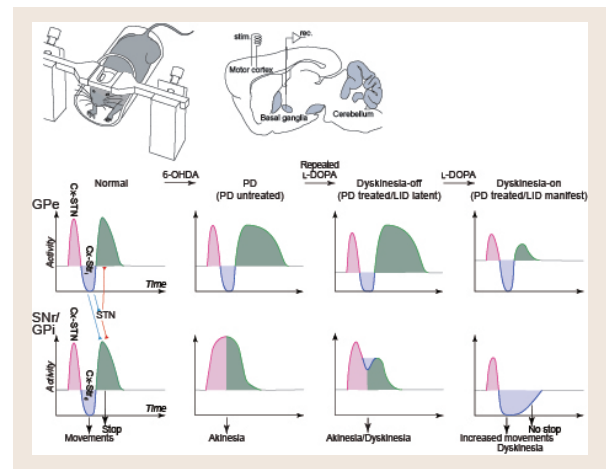 stim.
rec.
Motor cortex
Basal ganglia
Cerebellum
Normal
6-OHDA
PD
(PD untreated)
Repeated
L-DOPA
Dyskinesia-off
(PD treated/LID latent)
L-DOPA
Dyskinesia-on
(PD treated/LID manifest)
GPe
Cx-STN
Cx-Stri
Activity
Time
STN
SNr/
GPi
Cx-STN
Cx-Str
Activity
Time
Movements
Stop
Akinesia
Akinesia/Dyskinesia
No stop
Increased movements
Dyskinesia